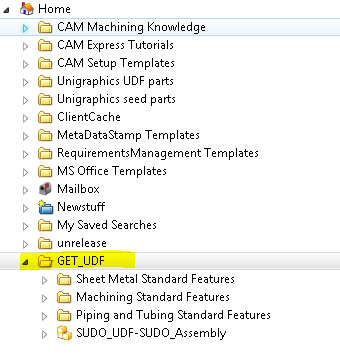 Home
CAM Machining Knowledge
CAM Express Tutorials
CAM Setup Templates
Unigraphics UDF parts
Unigraphics seed parts
ClientCache
MetaDataStamp Templates
RequirementsManagement Templates
MS Office Templates
Mailbox
Newstuff
My Saved Searches
unrelease
GET_UDF
Sheet Metal Standard Features
Machining Standard Features
Piping and Tubing Standard Features
SUDO_UDF-SUDO_Assembly